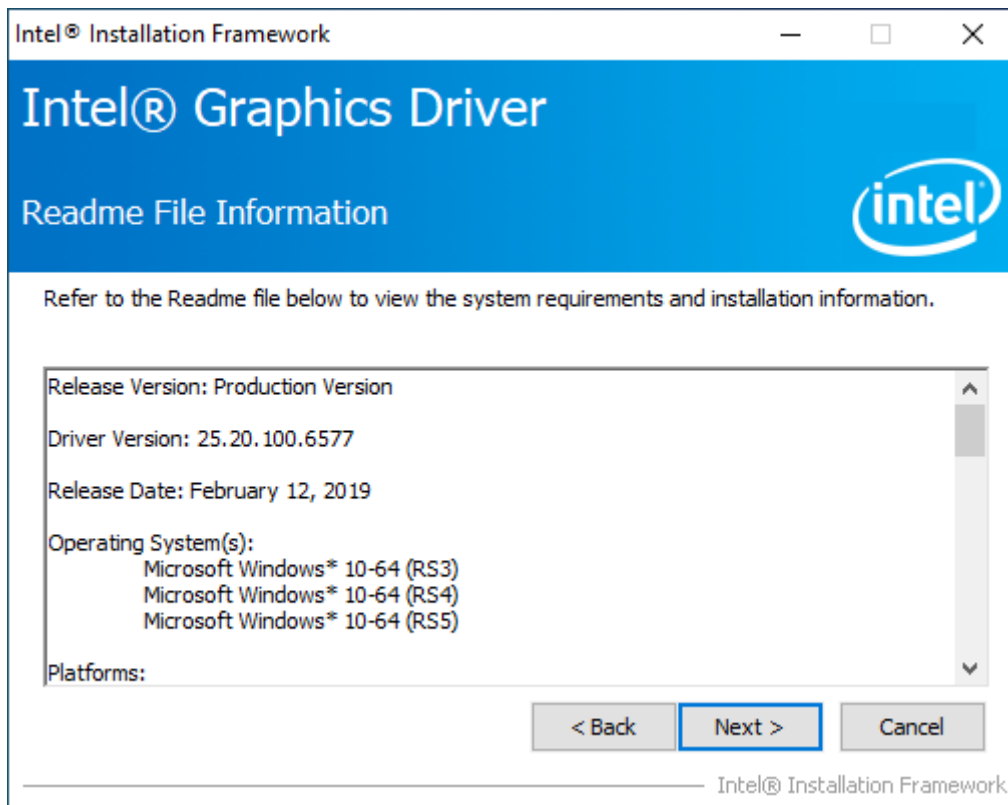 Intel® Installation Framework
Intel® Graphics Driver
Readme File Information
intel
Refer to the Readme file below to view the system requirements and installation information.
Release Version: Production Version
Driver Version: 25.20.100.6577
Release Date: February 12, 2019
Operating System(s):
Microsoft Windows* 10-64 (RS3)
Microsoft Windows* 10-64 (RS4)
Microsoft Windows* 10-64 (RS5)
Platforms:
< Back Next > Cancel
Intel® Installation Framework